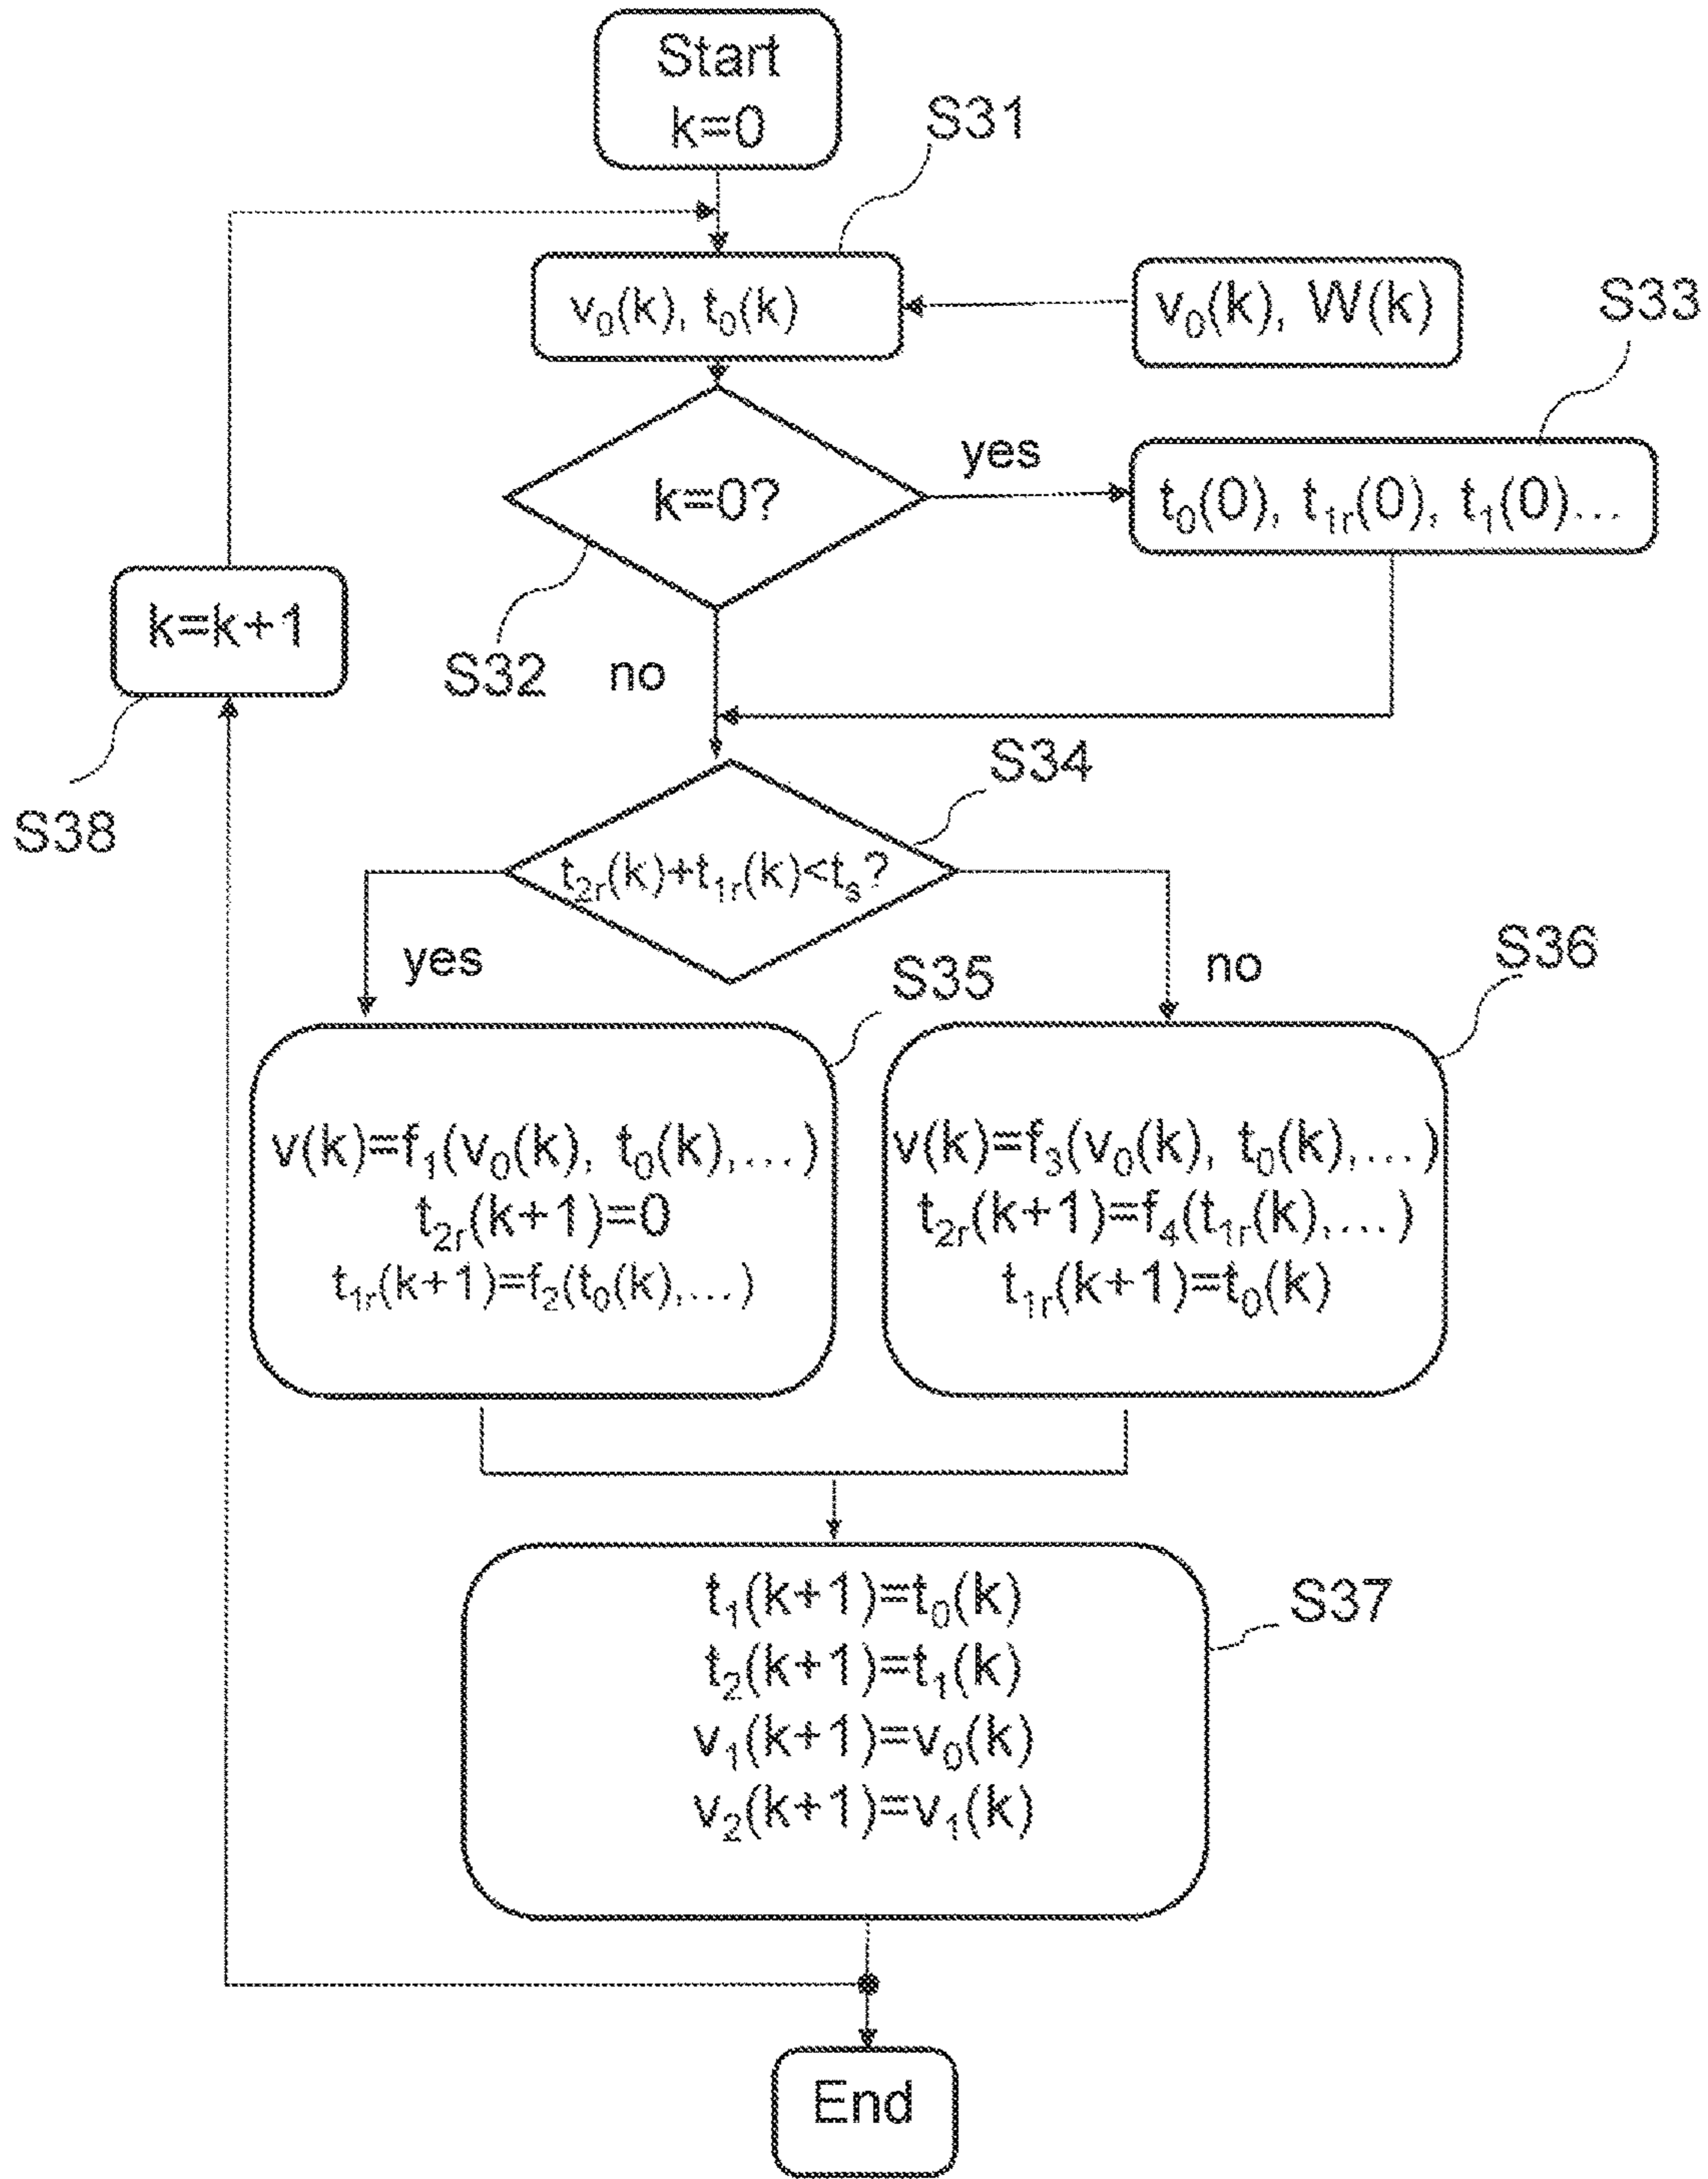 Start
k=0
S31
v₀(k), t₀(k)
v₀(k), W(k)
S33
k=0?
yes
t₀(0), t₁ᵣ(0), t₁(0)...
k=k+1
S32
no
S38
S34
t₂ᵣ(k)+t₁ᵣ(k)<tₛ?
yes
no
S35
S36
v(k)=f₁(v₀(k), t₀(k),...)
t₂ᵣ(k+1)=0
t₁ᵣ(k+1)=f₂(t₀(k),...)
v(k)=f₃(v₀(k), t₀(k),...)
t₂ᵣ(k+1)=f₄(t₁ᵣ(k),....)
t₁ᵣ(k+1)=t₀(k)
S37
t₁(k+1)=t₀(k)
t₂(k+1)=t₁(k)
v₁(k+1)=v₀(k)
v₂(k+1)=v₁(k)
End